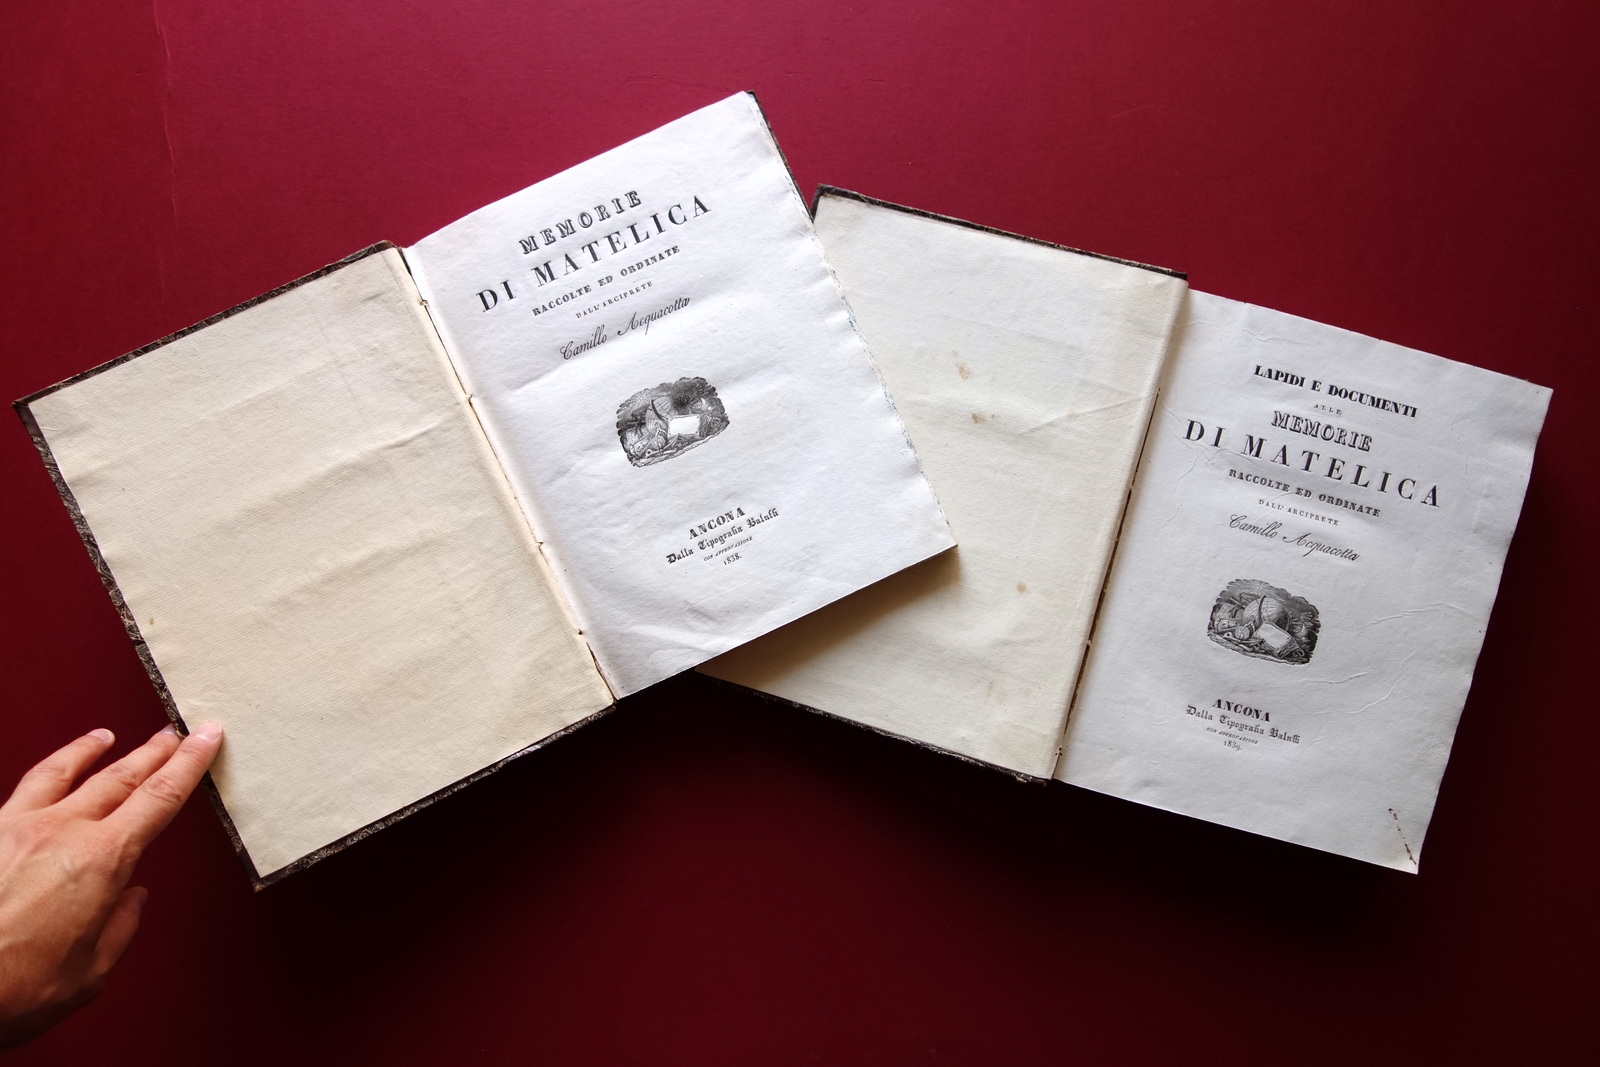 MEMORIE
DI MATELICA
RACCOLTE ED ORDINATE
DALL'ARCIPRETE
Camillo Acquacotta
ANCONA
Dalla Tipografia Baluffi
CON APPROVAZIONE
1838.
LAPIDI E DOCUMENTI
ALLE
MEMORIE
DI MATELICA
RACCOLTE ED ORDINATE
DALL'ARCIPRETE
Camillo Acquacotta
ANCONA
Dalla Tipografia Baluffi
CON APPROVAZIONE
1839.